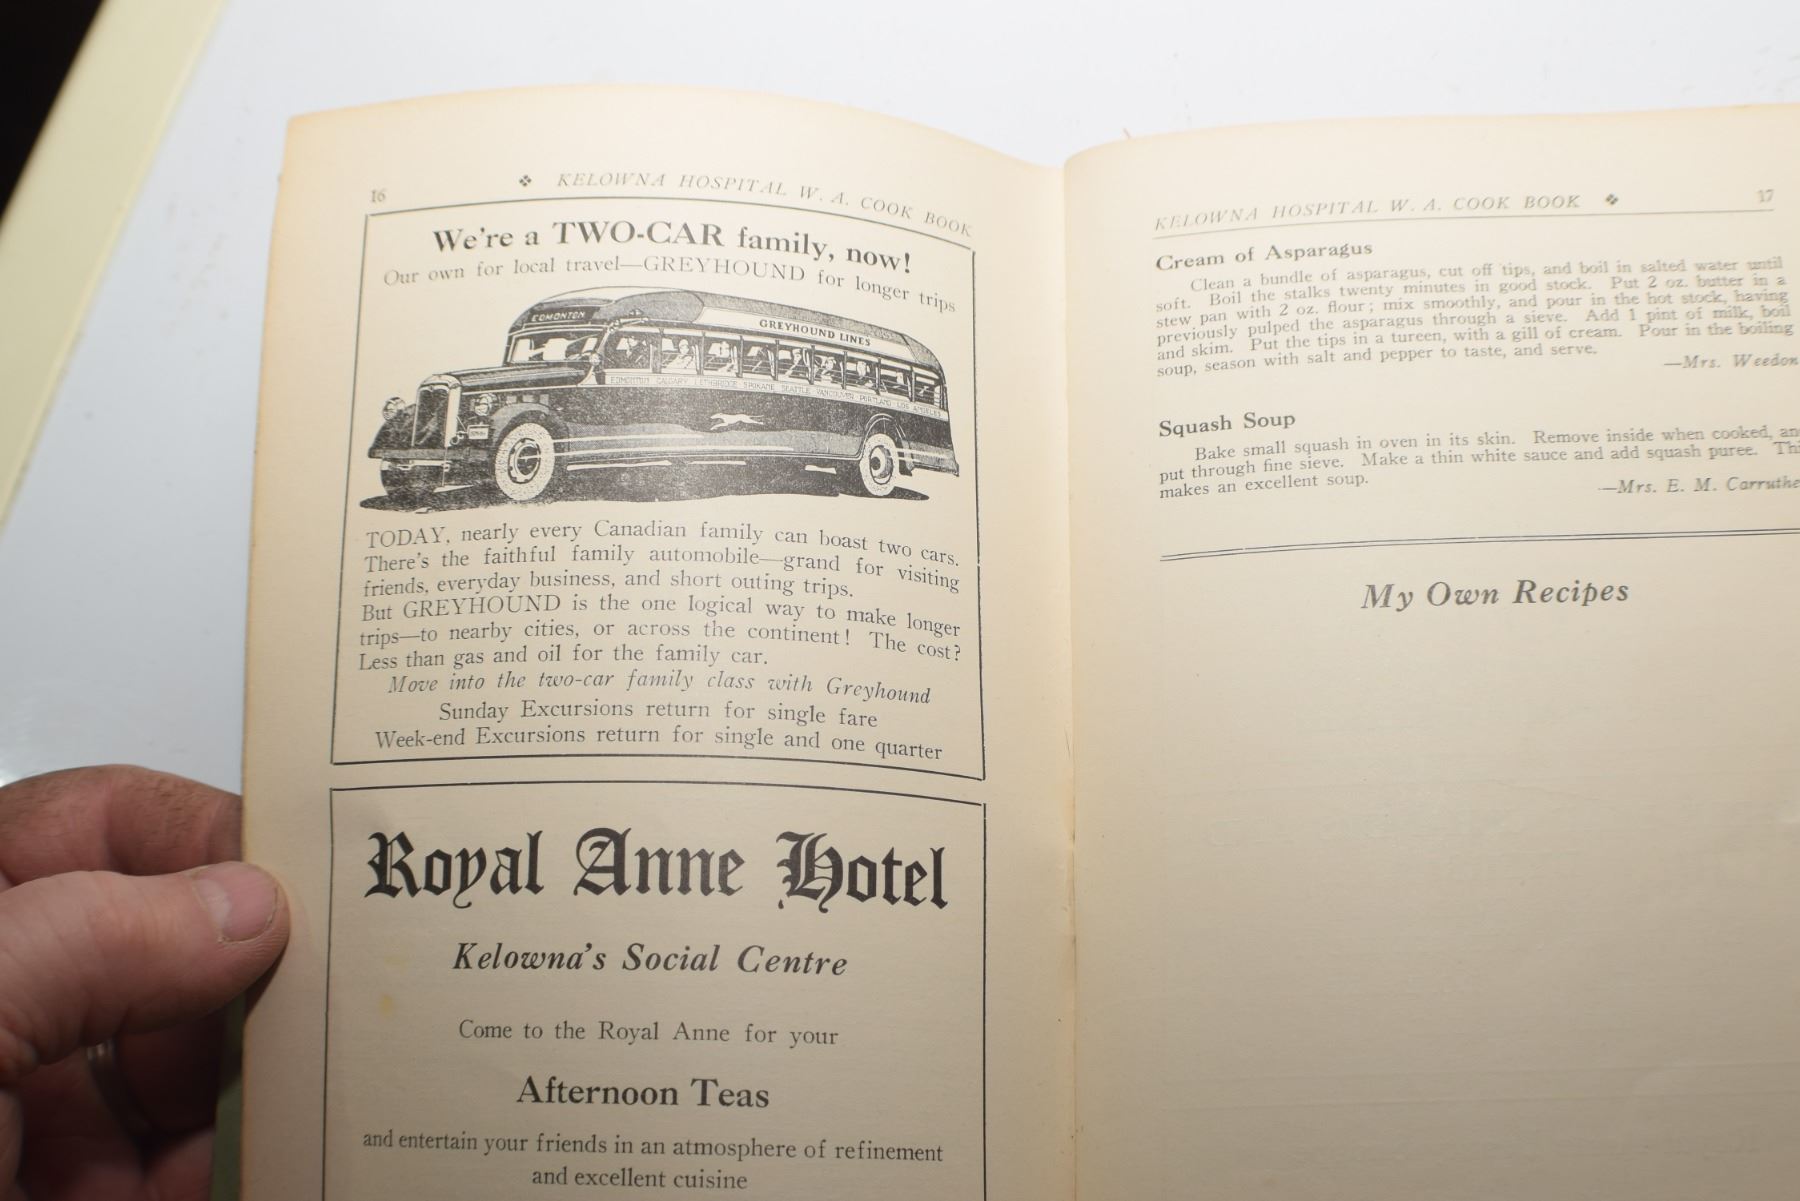 16
❖ KELOWNA HOSPITAL W. A. COOK BOOK
We're a TWO-CAR family, now!
Our own for local travel—GREYHOUND for longer trips
EDMONTON
GREYHOUND LINES
EDMONTON CALGARY LETHBRIDGE SPOKANE SEATTLE VANCOUVER PORTLAND LOS ANGELES
TODAY, nearly every Canadian family can boast two cars.
There's the faithful family automobile—grand for visiting
friends, everyday business, and short outing trips.
But GREYHOUND is the one logical way to make longer
trips—to nearby cities, or across the continent! The cost?
Less than gas and oil for the family car.
Move into the two-car family class with Greyhound
Sunday Excursions return for single fare
Week-end Excursions return for single and one quarter
Royal Anne Hotel
Kelowna's Social Centre
Come to the Royal Anne for your
Afternoon Teas
and entertain your friends in an atmosphere of refinement
and excellent cuisine
KELOWNA HOSPITAL W. A. COOK BOOK ❖ 17
Cream of Asparagus
Clean a bundle of asparagus, cut off tips, and boil in salted water until
soft. Boil the stalks twenty minutes in good stock. Put 2 oz. butter in a
stew pan with 2 oz. flour; mix smoothly, and pour in the hot stock, having
previously pulped the asparagus through a sieve. Add 1 pint of milk, boil
and skim. Put the tips in a tureen, with a gill of cream. Pour in the boiling
soup, season with salt and pepper to taste, and serve.
—Mrs. Weedon
Squash Soup
Bake small squash in oven in its skin. Remove inside when cooked, an
put through fine sieve. Make a thin white sauce and add squash puree. Thi
makes an excellent soup.
—Mrs. E. M. Carruthe
My Own Recipes